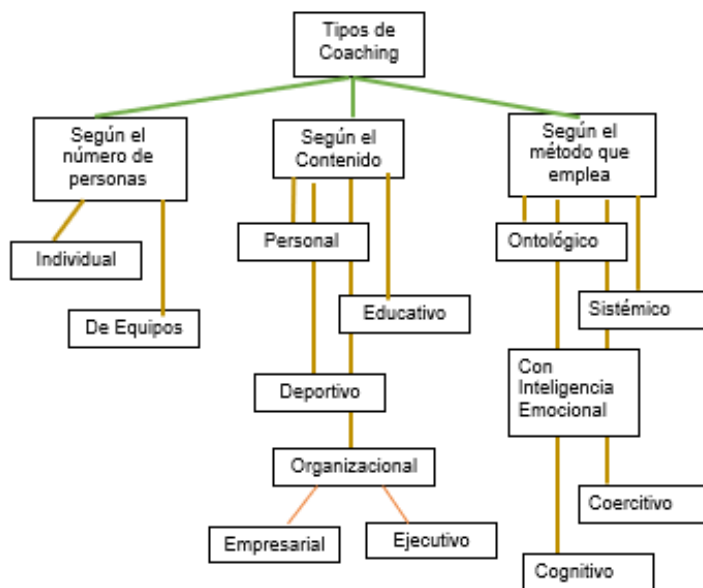 Tipos de
Coaching
Según el
número de
personas
Según el
Contenido
Según el
método que
emplea
Individual
De Equipos
Personal
Educativo
Deportivo
Organizacional
Empresarial
Ejecutivo
Ontológico
Sistémico
Con
Inteligencia
Emocional
Coercitivo
Cognitivo